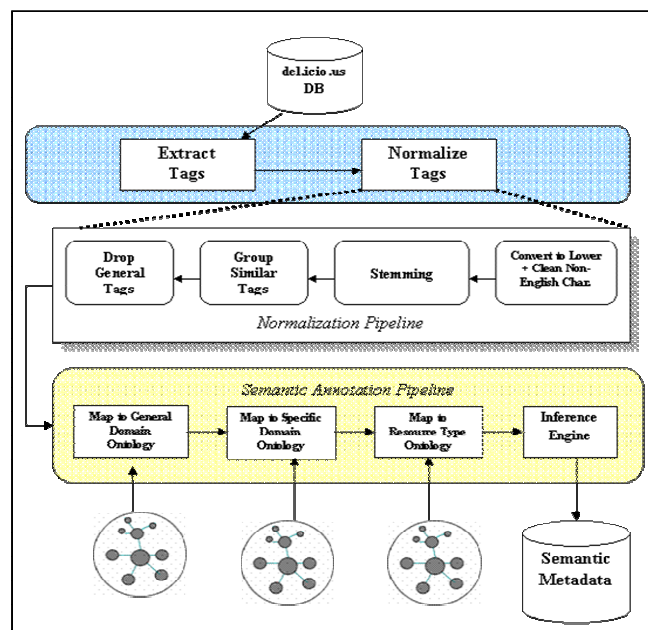 del.icio.us
DB
Extract
Tags
Normalize
Tags
Drop
General
Tags
Group
Similar
Tags
Stemming
Convert to Lower
+ Clean Non-
English Char.
Normalization Pipeline
Semantic Annotation Pipeline
Map to General
Domain
Ontology
Map to Specific
Domain
Ontology
Map to
Resource Type
Ontology
Inference
Engine
Semantic
Metadata